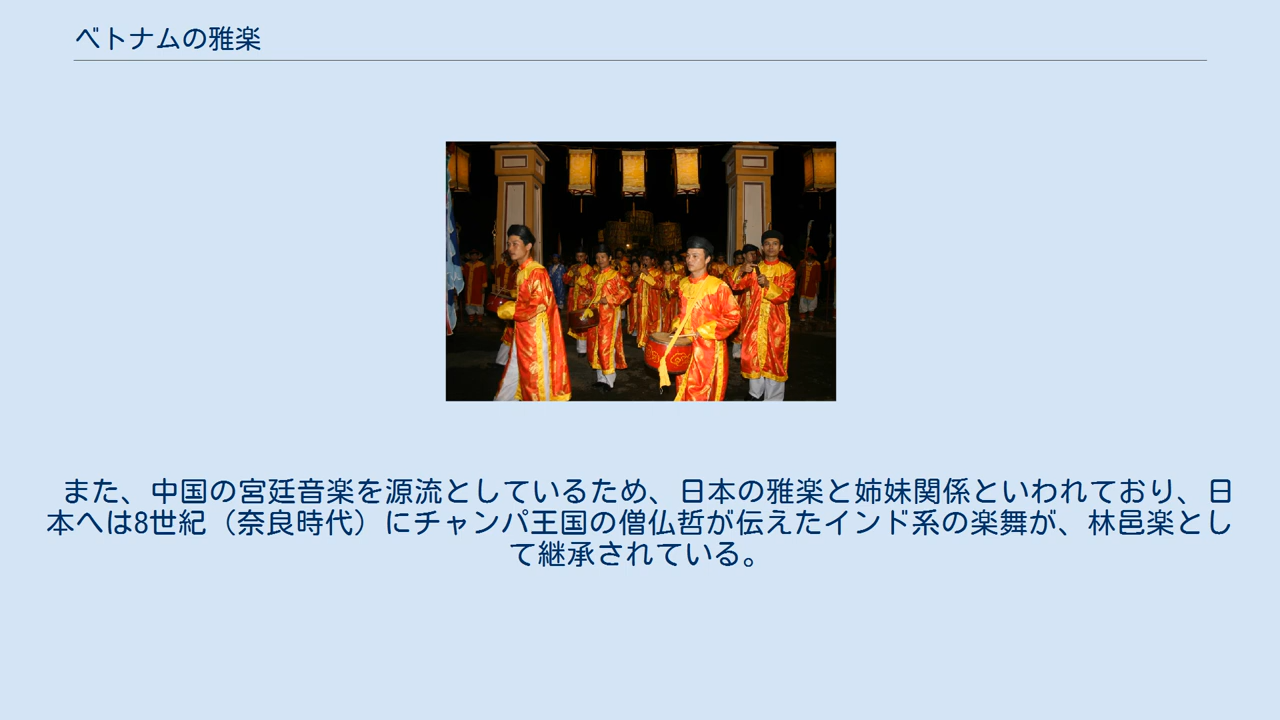 ベトナムの雅楽
また、中国の宮廷音楽を源流としているため、日本の雅楽と姉妹関係といわれており、日
本へは8世紀（奈良時代）にチャンパ王国の僧仏哲が伝えたインド系の楽舞が、林邑楽とし
て継承されている。